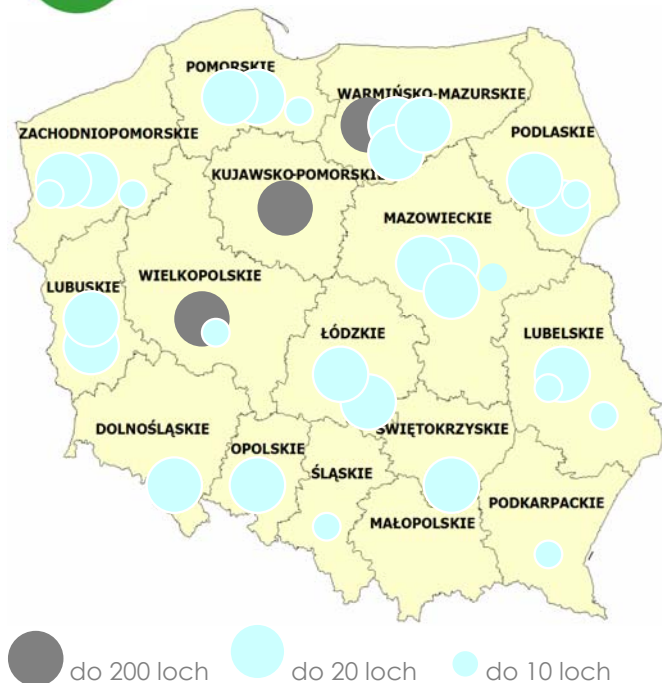 POMORSKIE
WARMIŃSKO-MAZURSKIE
ZACHODNIOPOMORSKIE
PODLASKIE
KUJAWSKO-POMORSKIE
MAZOWIECKIE
WIELKOPOLSKIE
LUBUSKIE
ŁÓDZKIE
LUBELSKIE
DOLNOŚLĄSKIE
OPOLSKIE
ŚWIĘTOKRZYSKIE
ŚLĄSKIE
PODKARPACKIE
MAŁOPOLSKIE
do 200 loch do 20 loch do 10 loch